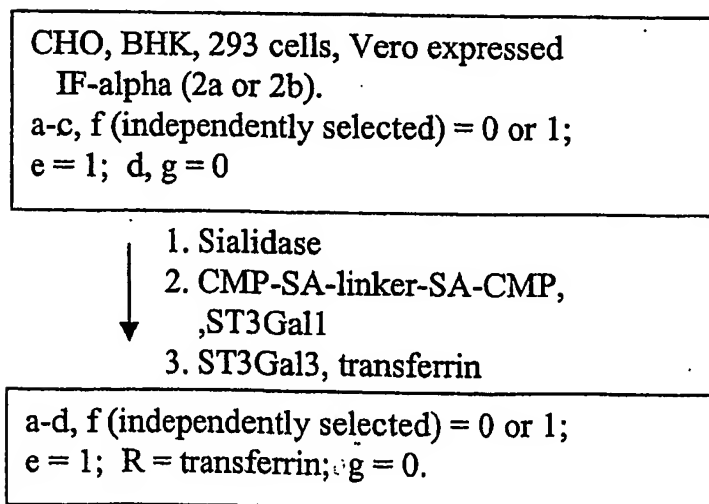 CHO, BHK, 293 cells, Vero expressed
IF-alpha (2a or 2b).
a-c, f (independently selected) = 0 or 1;
e = 1; d, g = 0
1. Sialidase
2. CMP-SA-linker-SA-CMP,
,ST3Gal1
3. ST3Gal3, transferrin
a-d, f (independently selected) = 0 or 1;
e = 1; R = transferrin; g = 0.